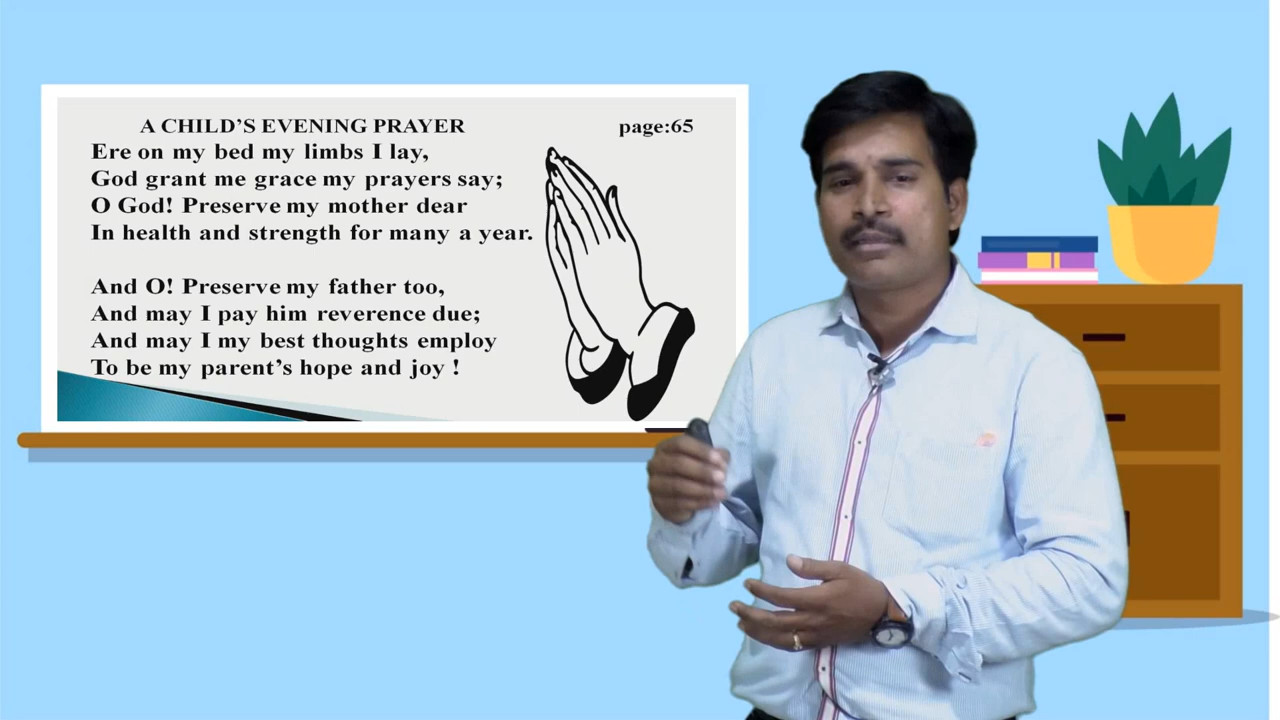 A CHILD'S EVENING PRAYER
page:65
Ere on my bed my limbs I lay,
God grant me grace my prayers say;
O God! Preserve my mother dear
In health and strength for many a year.
And O! Preserve my father too,
And may I pay him reverence due;
And may I my best thoughts employ
To be my parent's hope and joy !